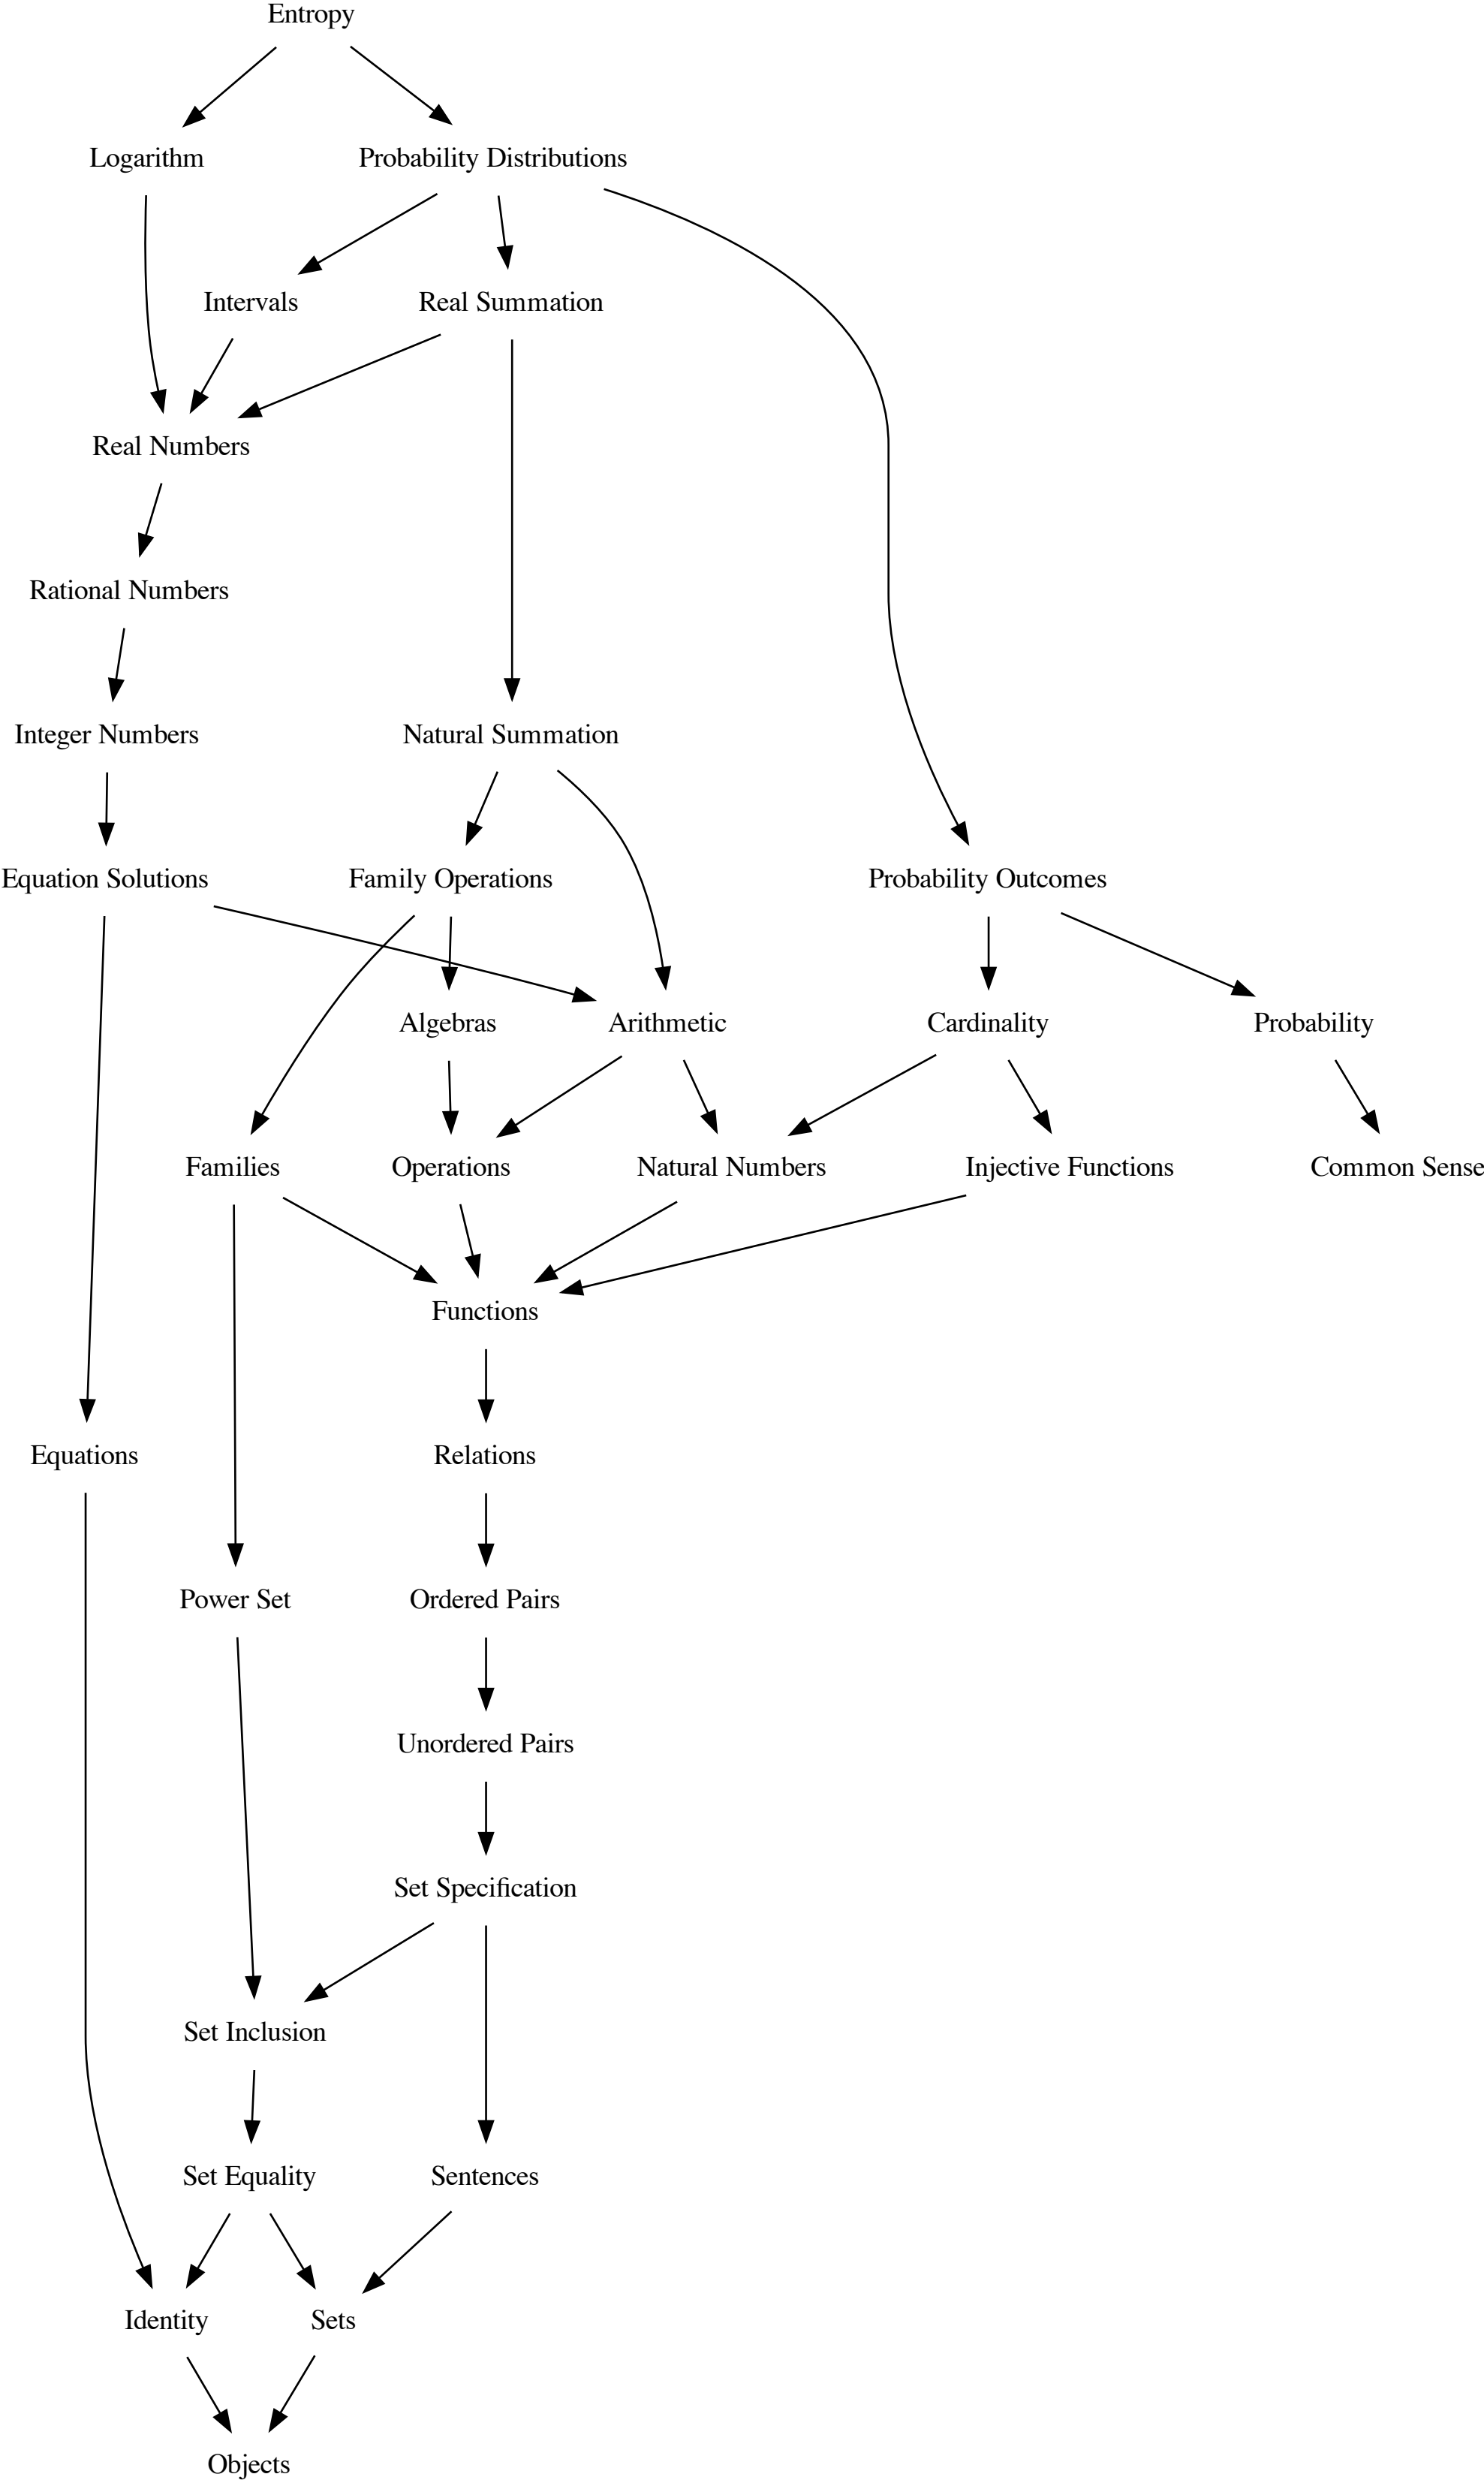 Entropy
Logarithm
Probability Distributions
Intervals
Real Summation
Real Numbers
Rational Numbers
Integer Numbers
Natural Summation
Equation Solutions
Family Operations
Probability Outcomes
Algebras
Arithmetic
Cardinality
Probability
Families
Operations
Natural Numbers
Injective Functions
Common Sense
Functions
Equations
Relations
Power Set
Ordered Pairs
Unordered Pairs
Set Specification
Set Inclusion
Set Equality
Sentences
Identity
Sets
Objects